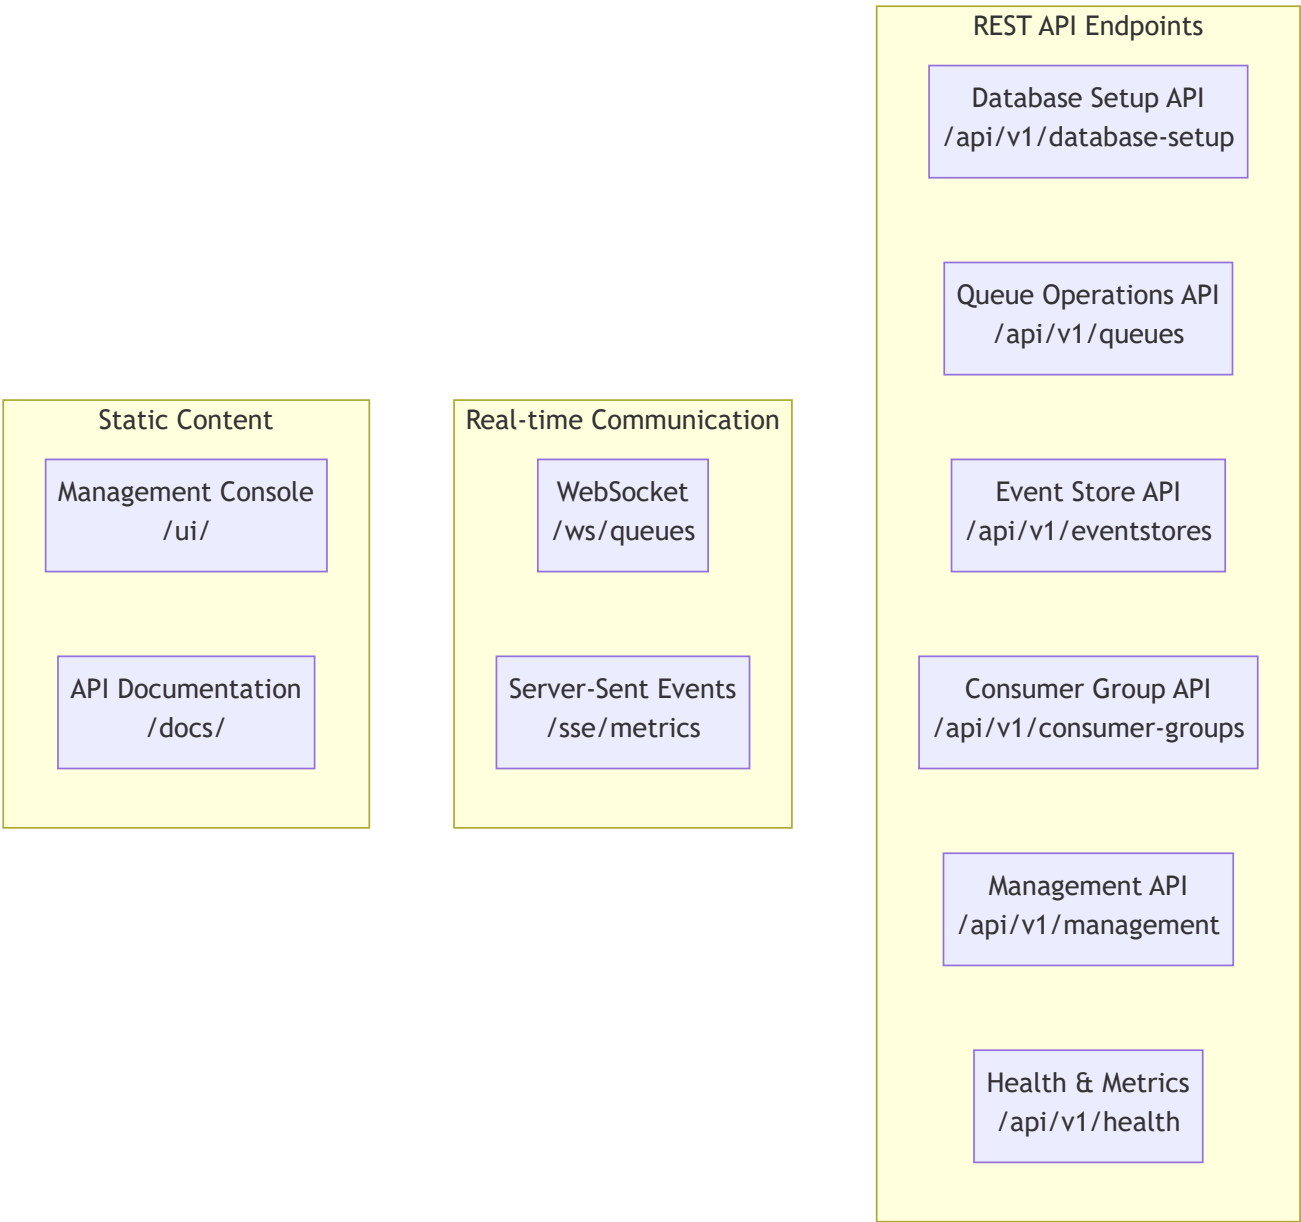 Static Content
Management Console
/ui/
API Documentation
/docs/
Real-time Communication
WebSocket
/ws/queues
Server-Sent Events
/sse/metrics
REST API Endpoints
Database Setup API
/api/v1/database-setup
Queue Operations API
/api/v1/queues
Event Store API
/api/v1/eventstores
Consumer Group API
/api/v1/consumer-groups
Management API
/api/v1/management
Health & Metrics
/api/v1/health